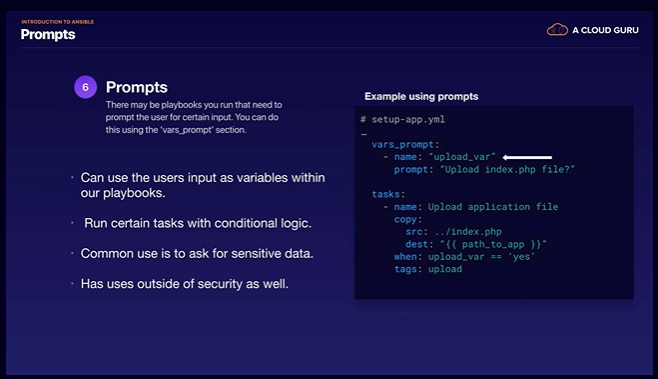 INTRODUCTION TO ANSIBLE
Prompts
A CLOUD GURU
6
Prompts
There may be playbooks you run that need to
prompt the user for certain input. You can do
this using the 'vars_prompt' section.
• Can use the users input as variables within
our playbooks.
• Run certain tasks with conditional logic.
• Common use is to ask for sensitive data.
• Has uses outside of security as well.
Example using prompts
# setup-app.yml
…
vars_prompt:
- name: "upload_var"
prompt: "Upload index.php file?"
tasks:
- name: Upload application file
copy:
src: ../index.php
dest: "{{ path_to_app }}"
when: upload_var == 'yes'
tags: upload